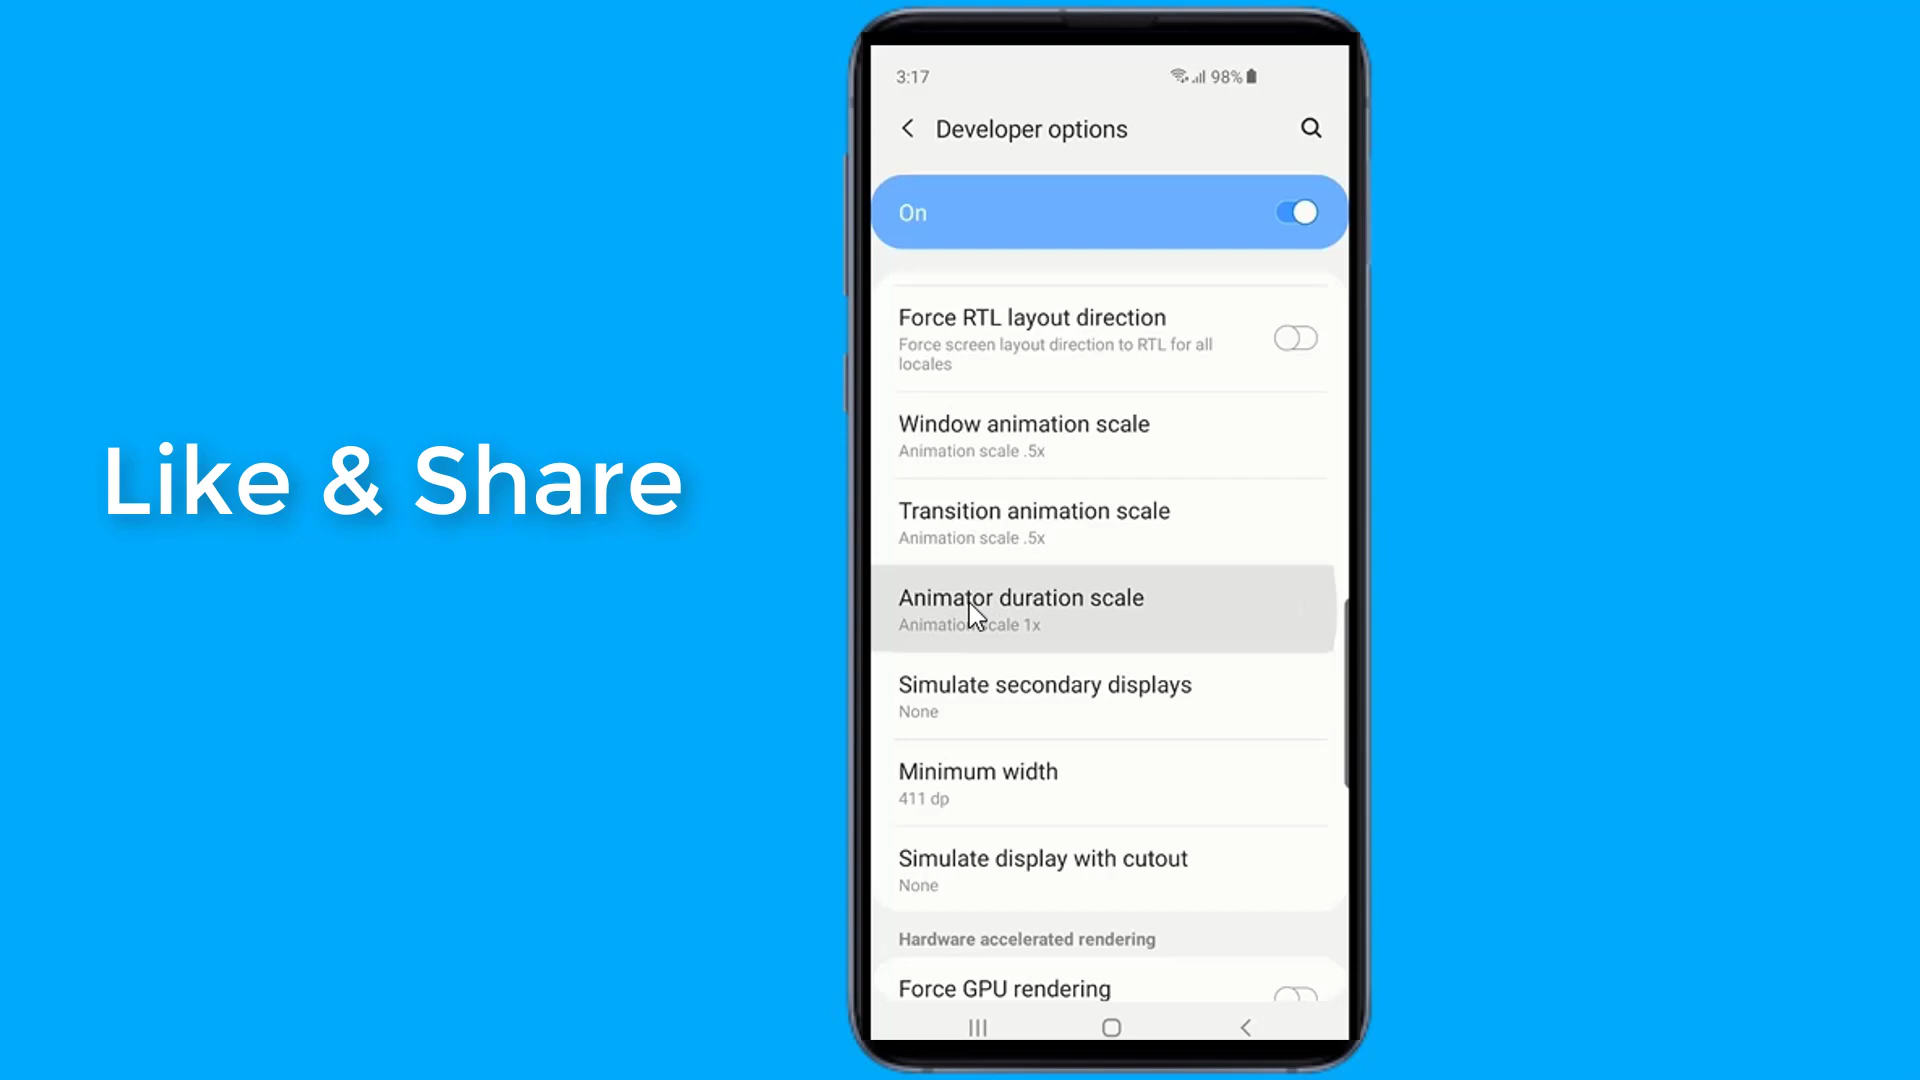 Like & Share
3:17
98%
Developer options
On
Force RTL layout direction
Force screen layout direction to RTL for all
locales
Window animation scale
Animation scale .5x
Transition animation scale
Animation scale .5x
Animator duration scale
Animation scale 1x
Simulate secondary displays
None
Minimum width
411 dp
Simulate display with cutout
None
Hardware accelerated rendering
Force GPU rendering